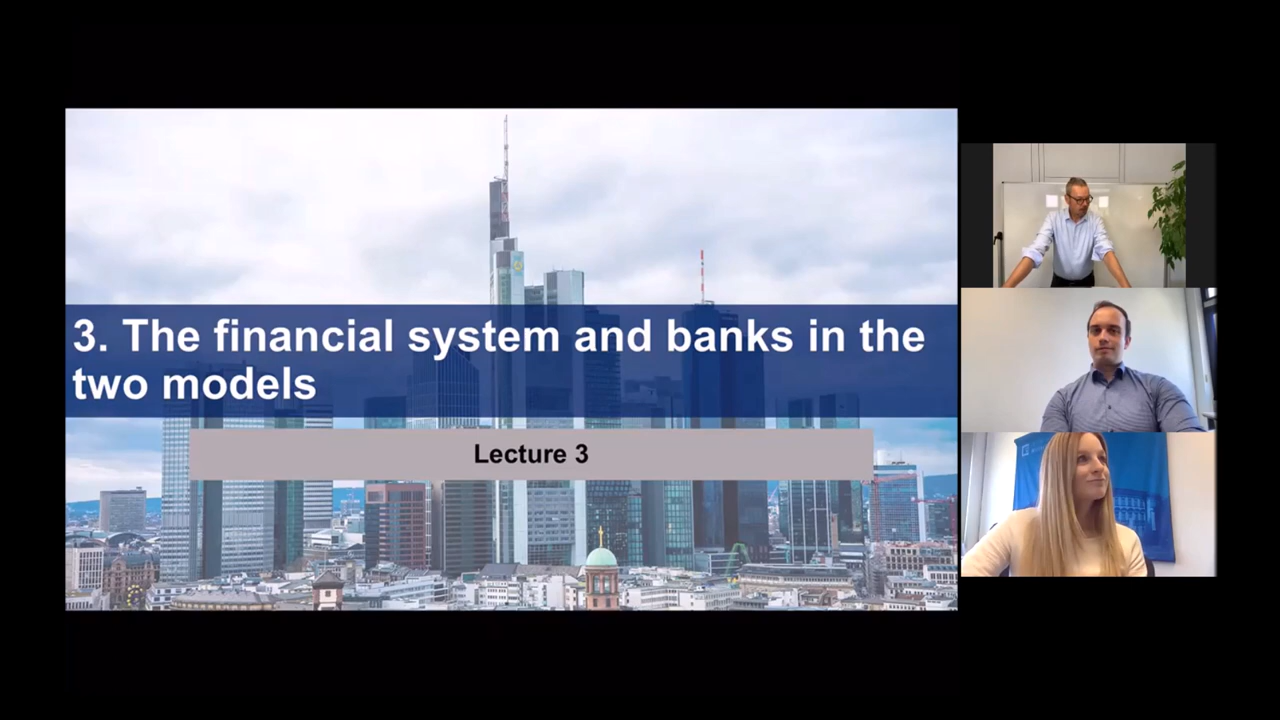 3. The financial system and banks in the
two models
Lecture 3